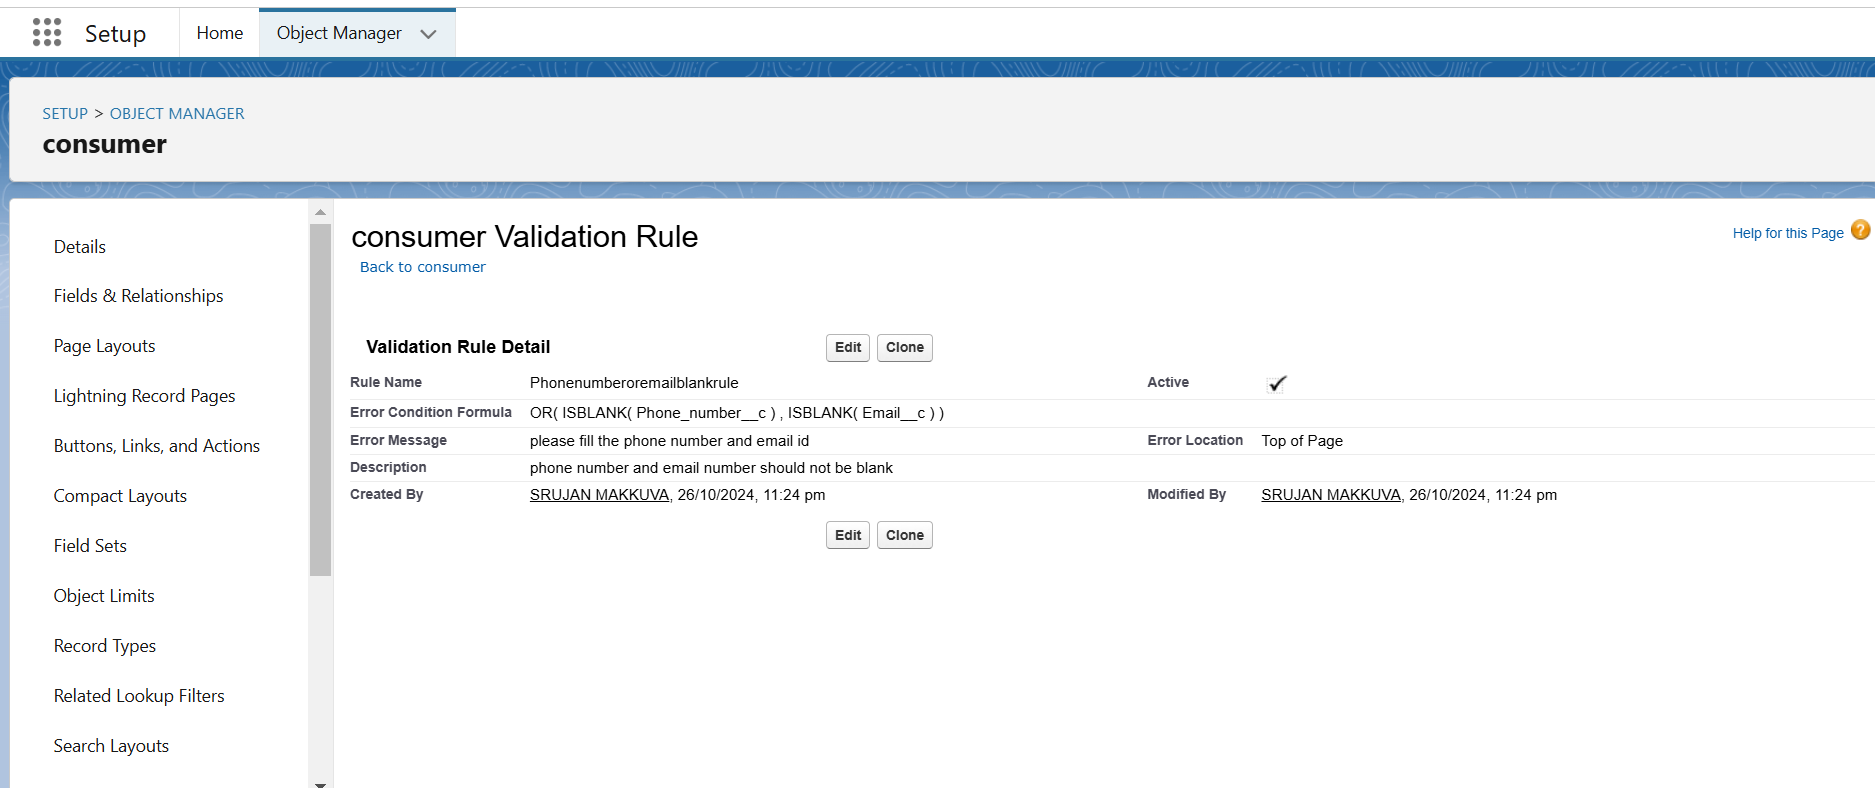 Setup Home Object Manager
SETUP > OBJECT MANAGER
consumer
Details
Fields & Relationships
Page Layouts
Lightning Record Pages
Buttons, Links, and Actions
Compact Layouts
Field Sets
Object Limits
Record Types
Related Lookup Filters
Search Layouts
consumer Validation Rule
Help for this Page ?
Back to consumer
Validation Rule Detail Edit Clone
Rule Name Phonenumberoremailblankrule Active
Error Condition Formula OR( ISBLANK( Phone_number__c ) , ISBLANK( Email__c ) )
Error Message please fill the phone number and email id Error Location Top of Page
Description phone number and email number should not be blank
Created By SRUJAN MAKKUVA, 26/10/2024, 11:24 pm Modified By SRUJAN MAKKUVA, 26/10/2024, 11:24 pm
Edit Clone